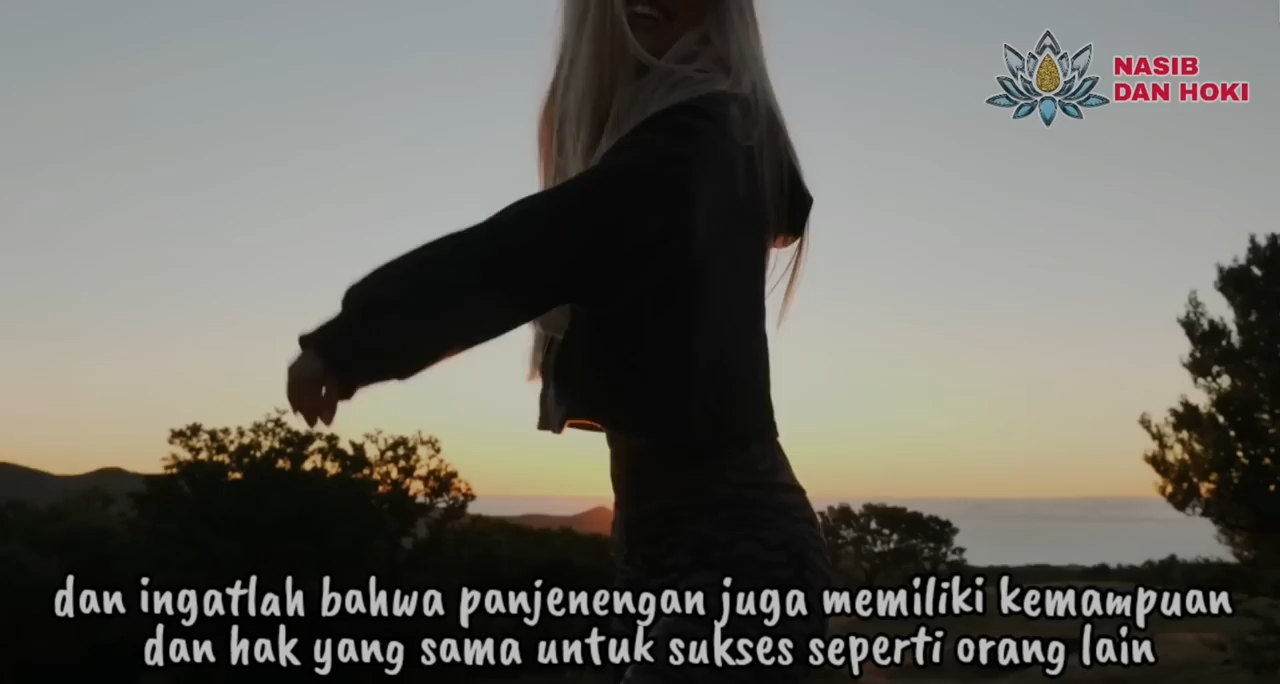 NASIB
DAN HOKI
dan ingatlah bahwa panjenengan juga memiliki kemampuan
dan hak yang sama untuk sukses seperti orang lain